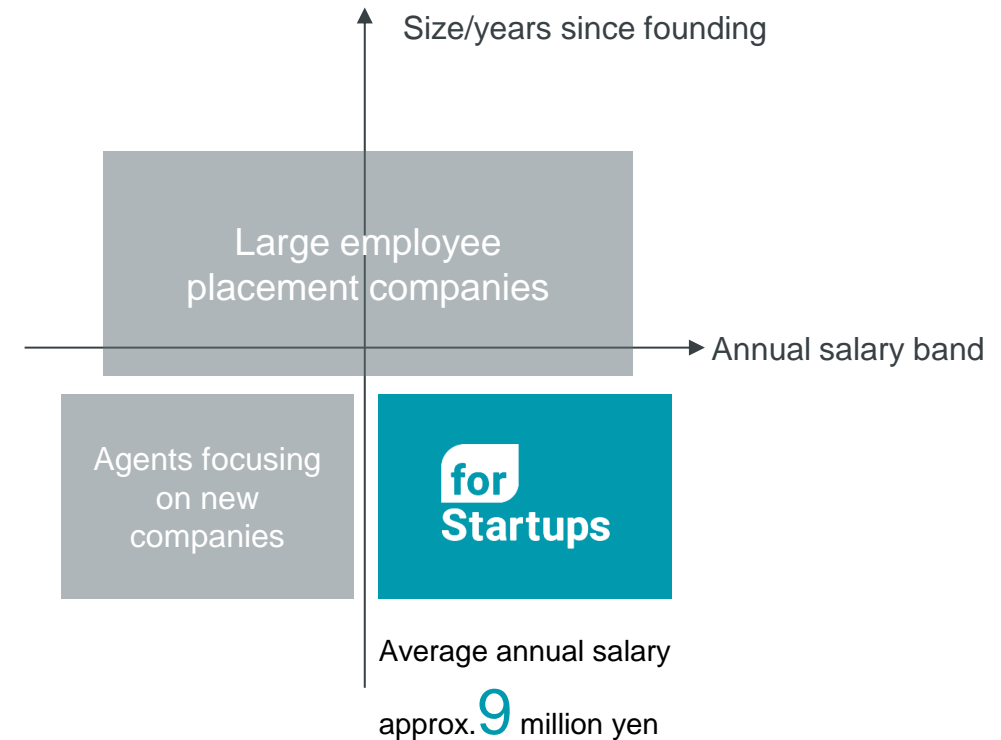 Size/years since founding
Large employee
placement companies
Annual salary band
Agents focusing
on new
companies
for
Startups
Average annual salary
approx.9 million yen